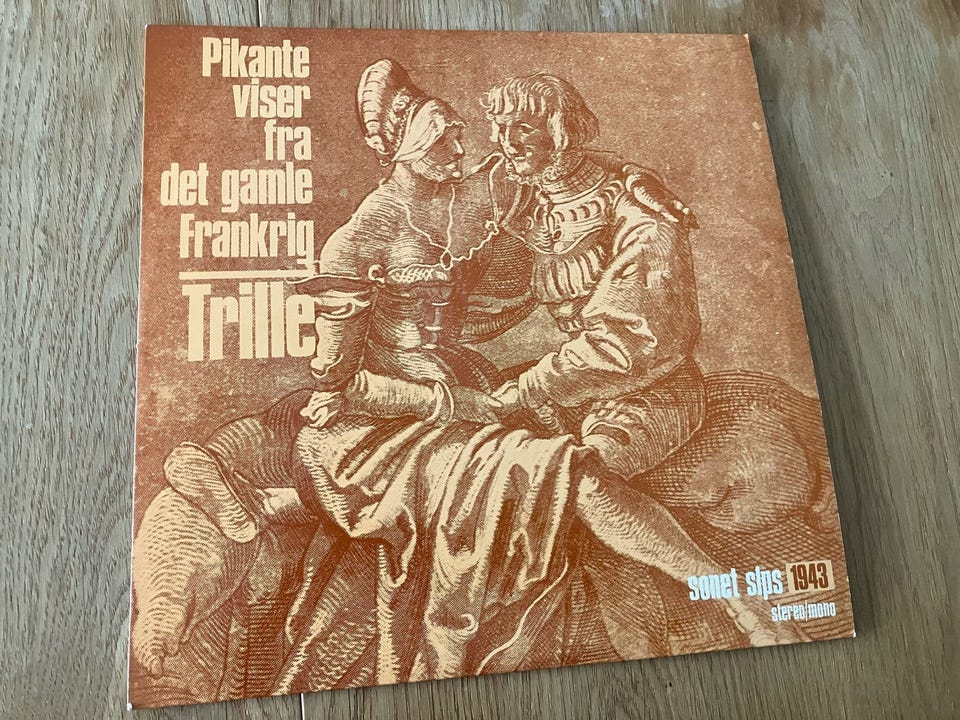 Pikante
viser
fra
det gamle
Frankrig
Trille
sonet slps 1943
stereo/mono